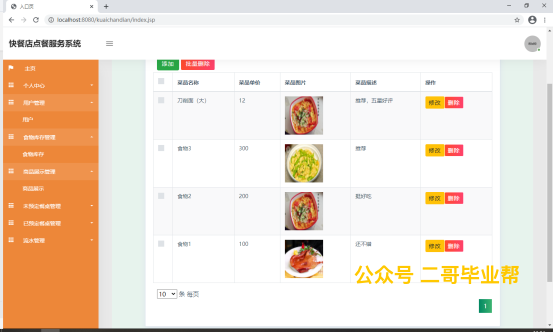 入口页
localhost:8080/kuaichandian/Index.jsp
快餐店点餐服务系统
主页
个人中心
用户管理
用户
食物库存管理
食物库存
商品展示管理
商品展示
未预定餐桌管理
已预定餐桌管理
流水管理
添加 批量删除
菜品名称 菜品单价 菜品图片 菜品描述 操作
刀削面（大） 12 推荐，五星好评 修改 删除
食物3 300 推荐 修改 删除
食物2 200 挺好吃 修改 删除
食物1 100 还不错 修改 删除
公众号 二哥毕业帮
10 条 每页
1